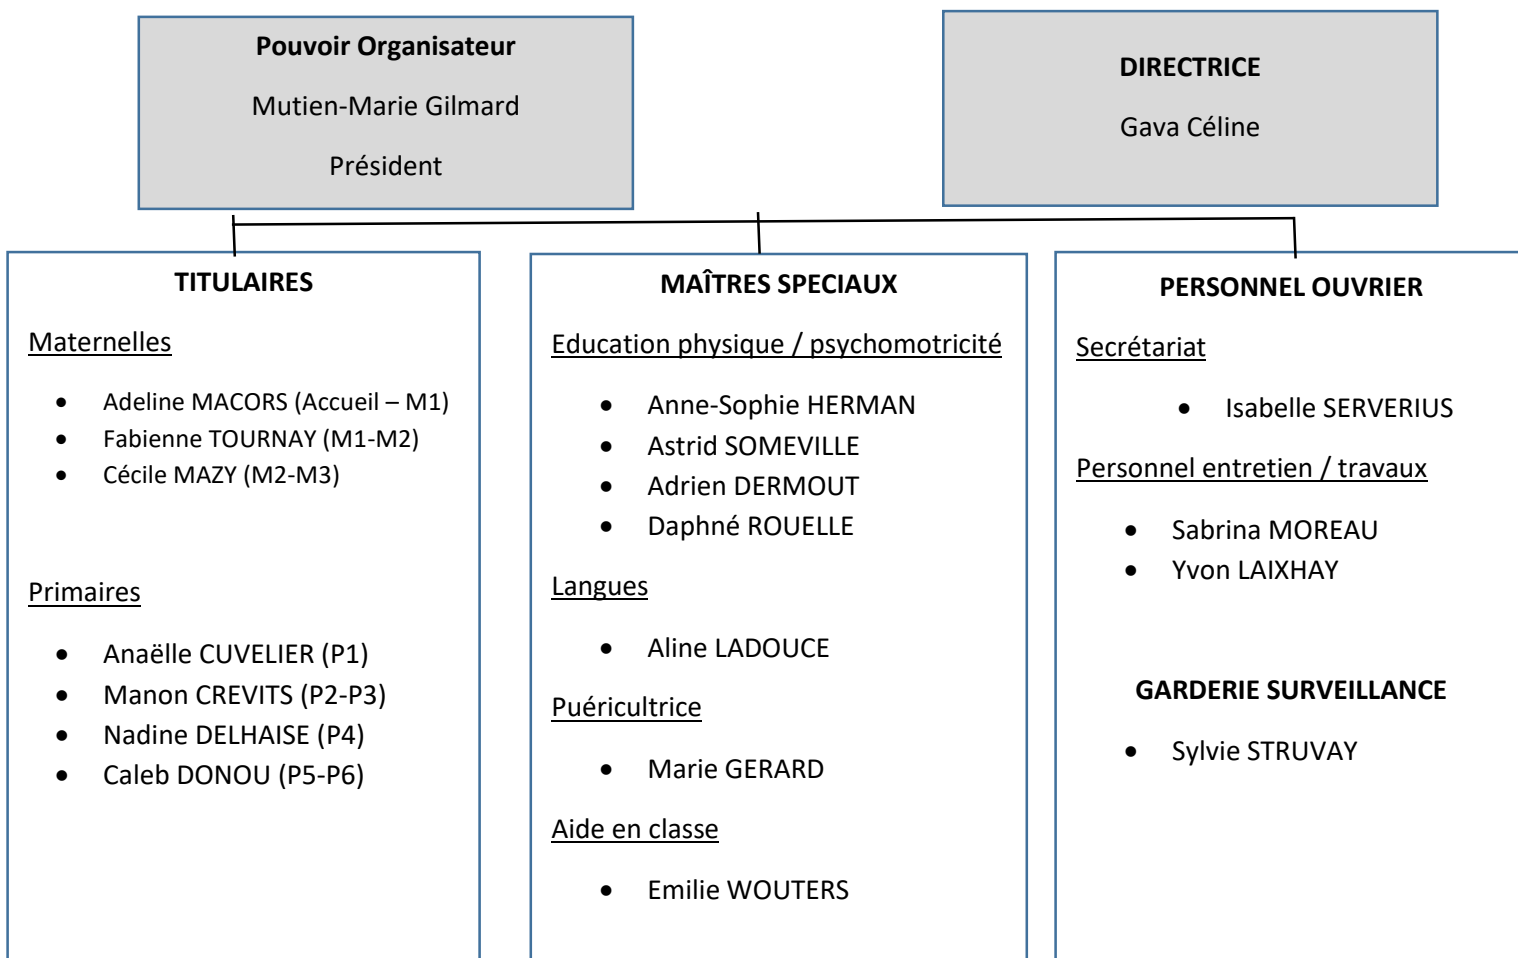 Pouvoir Organisateur
Mutien-Marie Gilmard
Président
DIRECTRICE
Gava Céline
TITULAIRES
Maternelles
• Adeline MACORS (Accueil – M1)
• Fabienne TOURNAY (M1-M2)
• Cécile MAZY (M2-M3)
Primaires
• Anaëlle CUVELIER (P1)
• Manon CREVITS (P2-P3)
• Nadine DELHAISE (P4)
• Caleb DONOU (P5-P6)
MAÎTRES SPECIAUX
Education physique / psychomotricité
• Anne-Sophie HERMAN
• Astrid SOMEVILLE
• Adrien DERMOUT
• Daphné ROUELLE
Langues
• Aline LADOUCE
Puéricultrice
• Marie GERARD
Aide en classe
• Emilie WOUTERS
PERSONNEL OUVRIER
Secrétariat
• Isabelle SERVERIUS
Personnel entretien / travaux
• Sabrina MOREAU
• Yvon LAIXHAY
GARDERIE SURVEILLANCE
• Sylvie STRUVAY